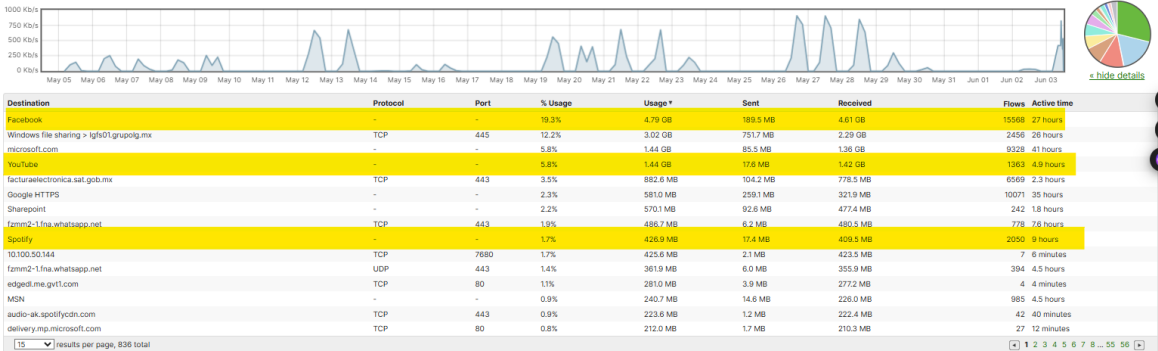 1000 Kb/s
750 Kb/s
500 Kb/s
250 Kb/s
0 Kb/s
May 05 May 06 May 07 May 08 May 09 May 10 May 11 May 12 May 13 May 14 May 15 May 16 May 17 May 18 May 19 May 20 May 21 May 22 May 23 May 24 May 25 May 26 May 27 May 28 May 29 May 30 May 31 Jun 01 Jun 02 Jun 03
« hide details
Destination Protocol Port % Usage Usage ▼ Sent Received Flows Active time
Facebook - - 19.3% 4.79 GB 189.5 MB 4.61 GB 15568 27 hours
Windows file sharing > lgfs01.grupolg.mx TCP 445 12.2% 3.02 GB 751.7 MB 2.29 GB 2456 26 hours
microsoft.com - - 5.8% 1.44 GB 85.5 MB 1.36 GB 9328 41 hours
YouTube - - 5.8% 1.44 GB 17.6 MB 1.42 GB 1363 4.9 hours
facturaelectronica.sat.gob.mx TCP 443 3.5% 882.6 MB 104.2 MB 778.5 MB 6569 2.3 hours
Google HTTPS - - 2.3% 581.0 MB 259.1 MB 321.9 MB 10071 35 hours
Sharepoint - - 2.2% 570.1 MB 92.6 MB 477.4 MB 242 1.8 hours
fzmm2-1.fna.whatsapp.net TCP 443 1.9% 486.7 MB 6.2 MB 480.5 MB 778 7.6 hours
Spotify - - 1.7% 426.9 MB 17.4 MB 409.5 MB 2050 9 hours
10.100.50.144 TCP 7680 1.7% 425.6 MB 2.1 MB 423.5 MB 7 6 minutes
fzmm2-1.fna.whatsapp.net UDP 443 1.4% 361.9 MB 6.0 MB 355.9 MB 394 4.5 hours
edgedl.me.gvt1.com TCP 80 1.1% 281.0 MB 3.9 MB 277.2 MB 4 4 minutes
MSN - - 0.9% 240.7 MB 14.6 MB 226.0 MB 985 4.5 hours
audio-ak.spotifycdn.com TCP 443 0.9% 223.6 MB 1.2 MB 222.4 MB 42 40 minutes
delivery.mp.microsoft.com TCP 80 0.8% 212.0 MB 1.7 MB 210.3 MB 27 12 minutes
15 results per page, 836 total 1 2 3 4 5 6 7 8 ... 55 56